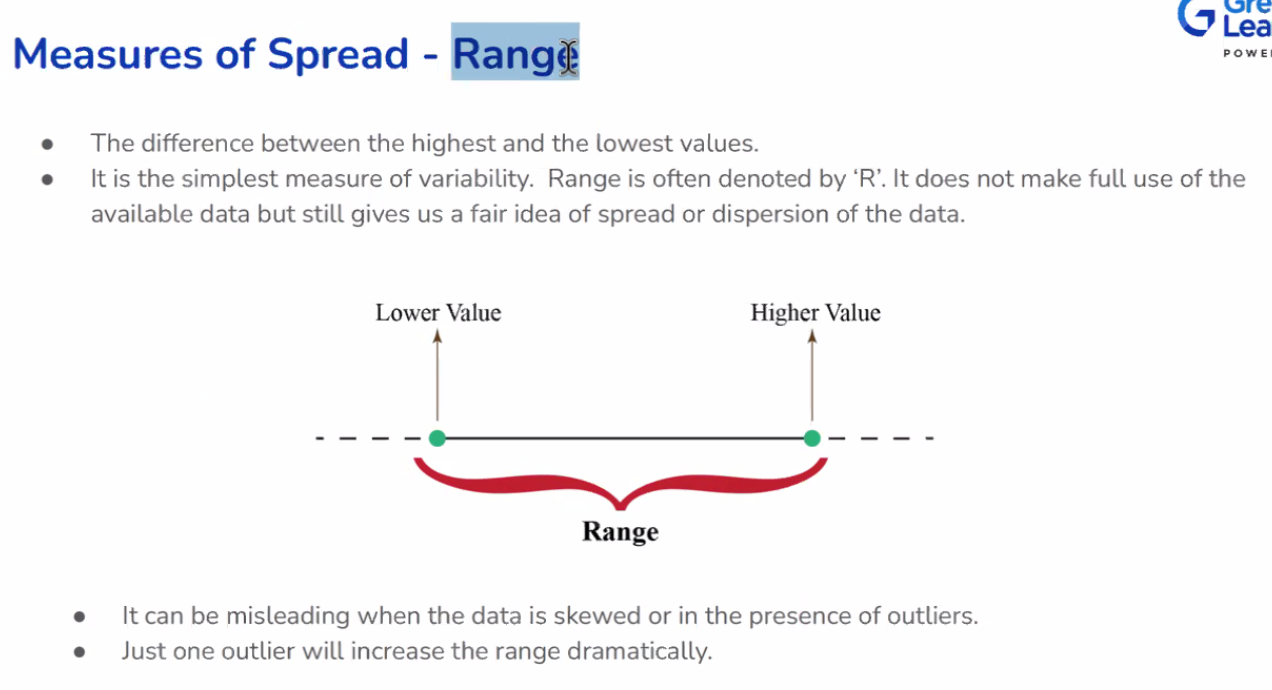 Gre
Lea
POWE
Measures of Spread - Range
● The difference between the highest and the lowest values.
● It is the simplest measure of variability. Range is often denoted by ‘R’. It does not make full use of the
available data but still gives us a fair idea of spread or dispersion of the data.
Lower Value Higher Value
Range
● It can be misleading when the data is skewed or in the presence of outliers.
● Just one outlier will increase the range dramatically.